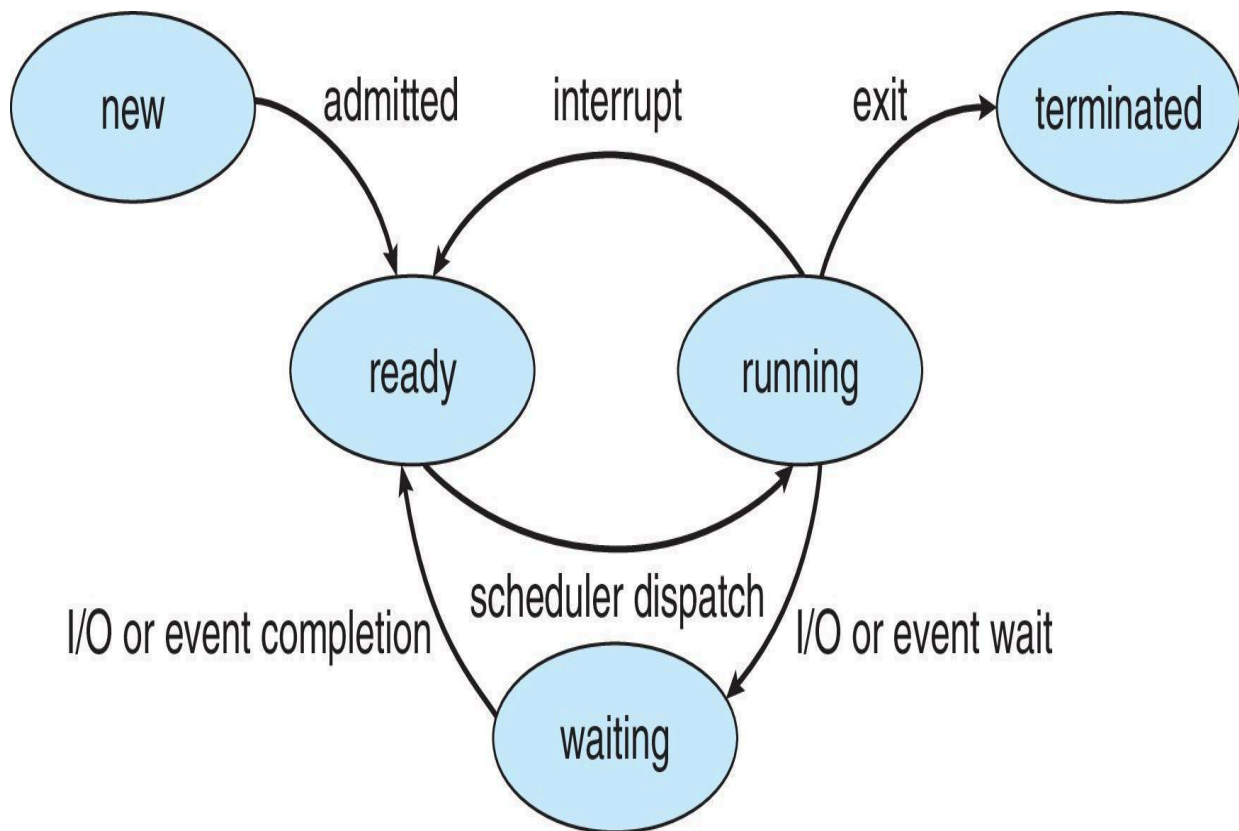 new
admitted
interrupt
exit
terminated
ready
running
scheduler dispatch
I/O or event completion
I/O or event wait
waiting